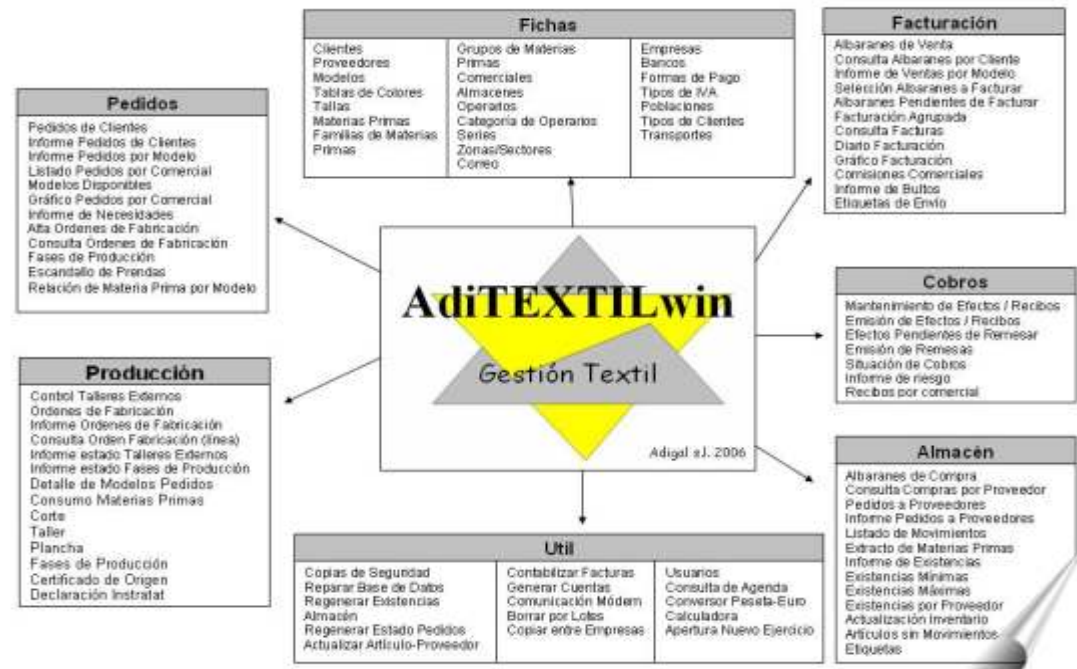 Fichas
Clientes
Proveedores
Modelos
Tablas de Colores
Tallas
Materias Primas
Familias de Materias
Primas
Grupos de Materias
Primas
Comerciales
Almacenes
Operarios
Categoría de Operarios
Series
Zonas/Sectores
Correo
Empresas
Bancos
Formas de Pago
Tipos de IVA
Poblaciones
Tipos de Clientes
Transportes
Facturación
Albaranes de Venta
Consulta Albaranes por Cliente
Informe de Ventas por Modelo
Selección Albaranes a Facturar
Albaranes Pendientes de Facturar
Facturación Agrupada
Consulta Facturas
Diario Facturación
Gráfico Facturación
Comisiones Comerciales
Informe de Bultos
Etiquetas de Envío
Pedidos
Pedidos de Clientes
Informe Pedidos de Clientes
Informe Pedidos por Modelo
Listado Pedidos por Comercial
Modelos Disponibles
Gráfico Pedidos por Comercial
Informe de Necesidades
Alta Ordenes de Fabricación
Consulta Ordenes de Fabricación
Fases de Producción
Escandallo de Prendas
Relación de Materia Prima por Modelo
AdiTEXTILwin
Gestión Textil
Adigal sl. 2006
Cobros
Mantenimiento de Efectos / Recibos
Emisión de Efectos / Recibos
Efectos Pendientes de Remesar
Emisión de Remesas
Situación de Cobros
Informe de riesgo
Recibos por comercial
Producción
Control Talleres Externos
Ordenes de Fabricación
Informe Ordenes de Fabricación
Consulta Orden Fabricación (línea)
Informe estado Talleres Externos
Informe estado Fases de Producción
Detalle de Modelos Pedidos
Consumo Materias Primas
Corte
Taller
Plancha
Fases de Producción
Certificado de Origen
Declaración Instratat
Almacén
Albaranes de Compra
Consulta Compras por Proveedor
Pedidos a Proveedores
Informe Pedidos a Proveedores
Listado de Movimientos
Extracto de Materias Primas
Informe de Existencias
Existencias Mínimas
Existencias Máximas
Existencias por Proveedor
Actualización Inventario
Artículos sin Movimientos
Etiquetas
Util
Copias de Seguridad
Reparar Base de Datos
Regenerar Existencias
Almacén
Regenerar Estado Pedidos
Actualizar Artículo-Proveedor
Contabilizar Facturas
Generar Cuentas
Comunicación Módem
Borrar por Lotes
Copiar entre Empresas
Usuarios
Consulta de Agenda
Conversor Peseta-Euro
Calculadora
Apertura Nuevo Ejercicio